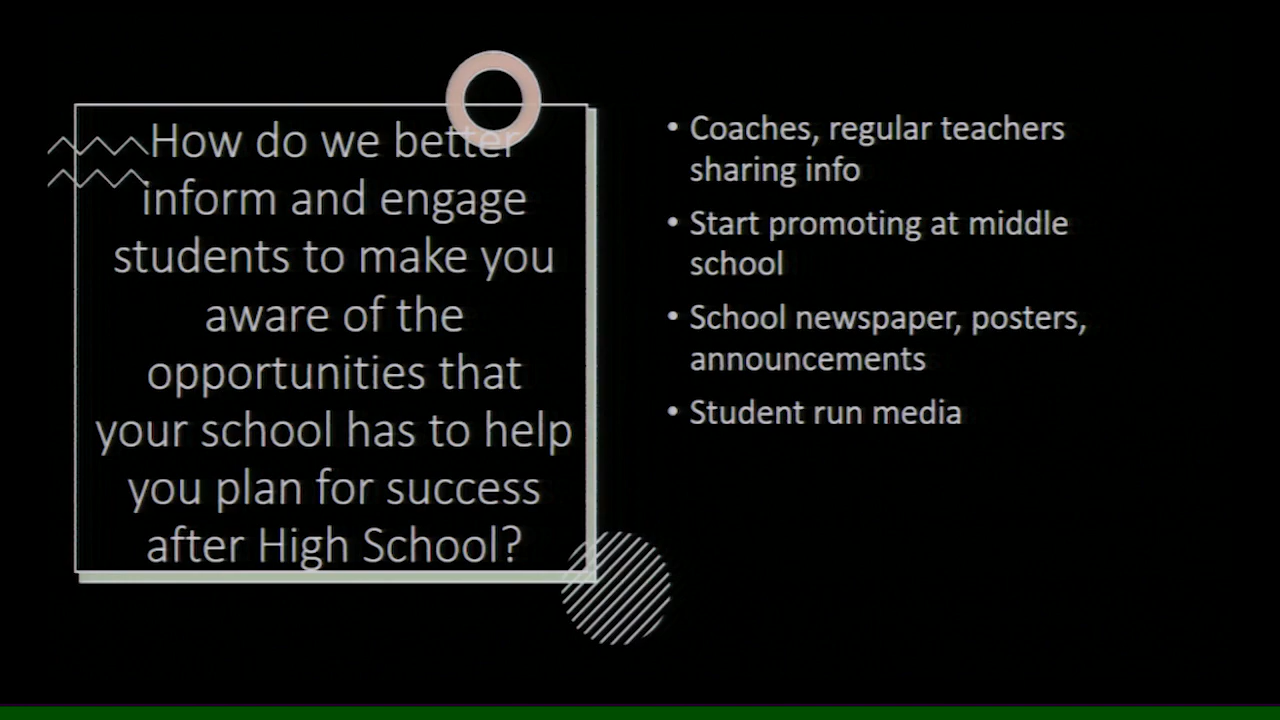 How do we better
inform and engage
students to make you
aware of the
opportunities that
your school has to help
you plan for success
after High School?
• Coaches, regular teachers
sharing info
• Start promoting at middle
school
• School newspaper, posters,
announcements
• Student run media